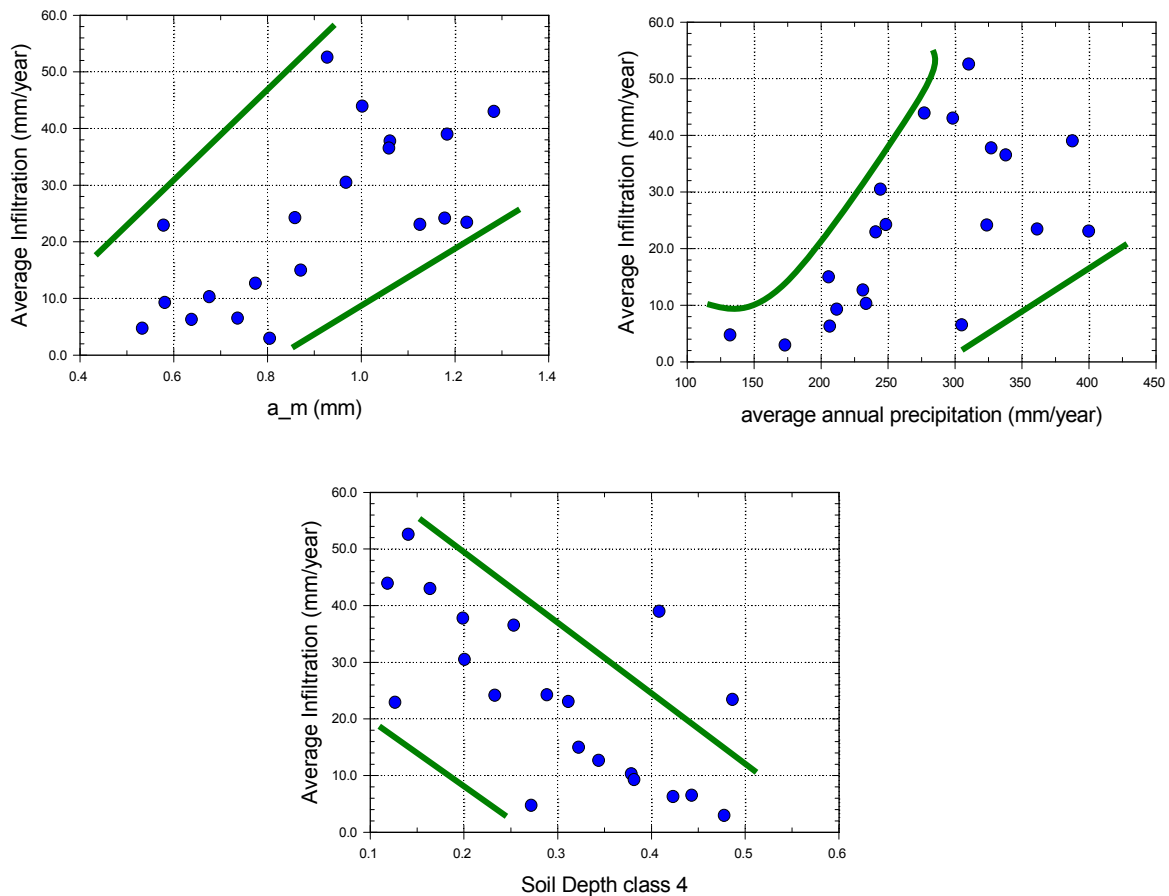 60.0
50.0
40.0
30.0
20.0
10.0
0.0
0.4 0.6 0.8 1.0 1.2 1.4
Average Infiltration (mm/year)
a_m (mm)
60.0
50.0
40.0
30.0
20.0
10.0
0.0
100 150 200 250 300 350 400 450
Average Infiltration (mm/year)
average annual precipitation (mm/year)
60.0
50.0
40.0
30.0
20.0
10.0
0.0
0.1 0.2 0.3 0.4 0.5 0.6
Average Infiltration (mm/year)
Soil Depth class 4